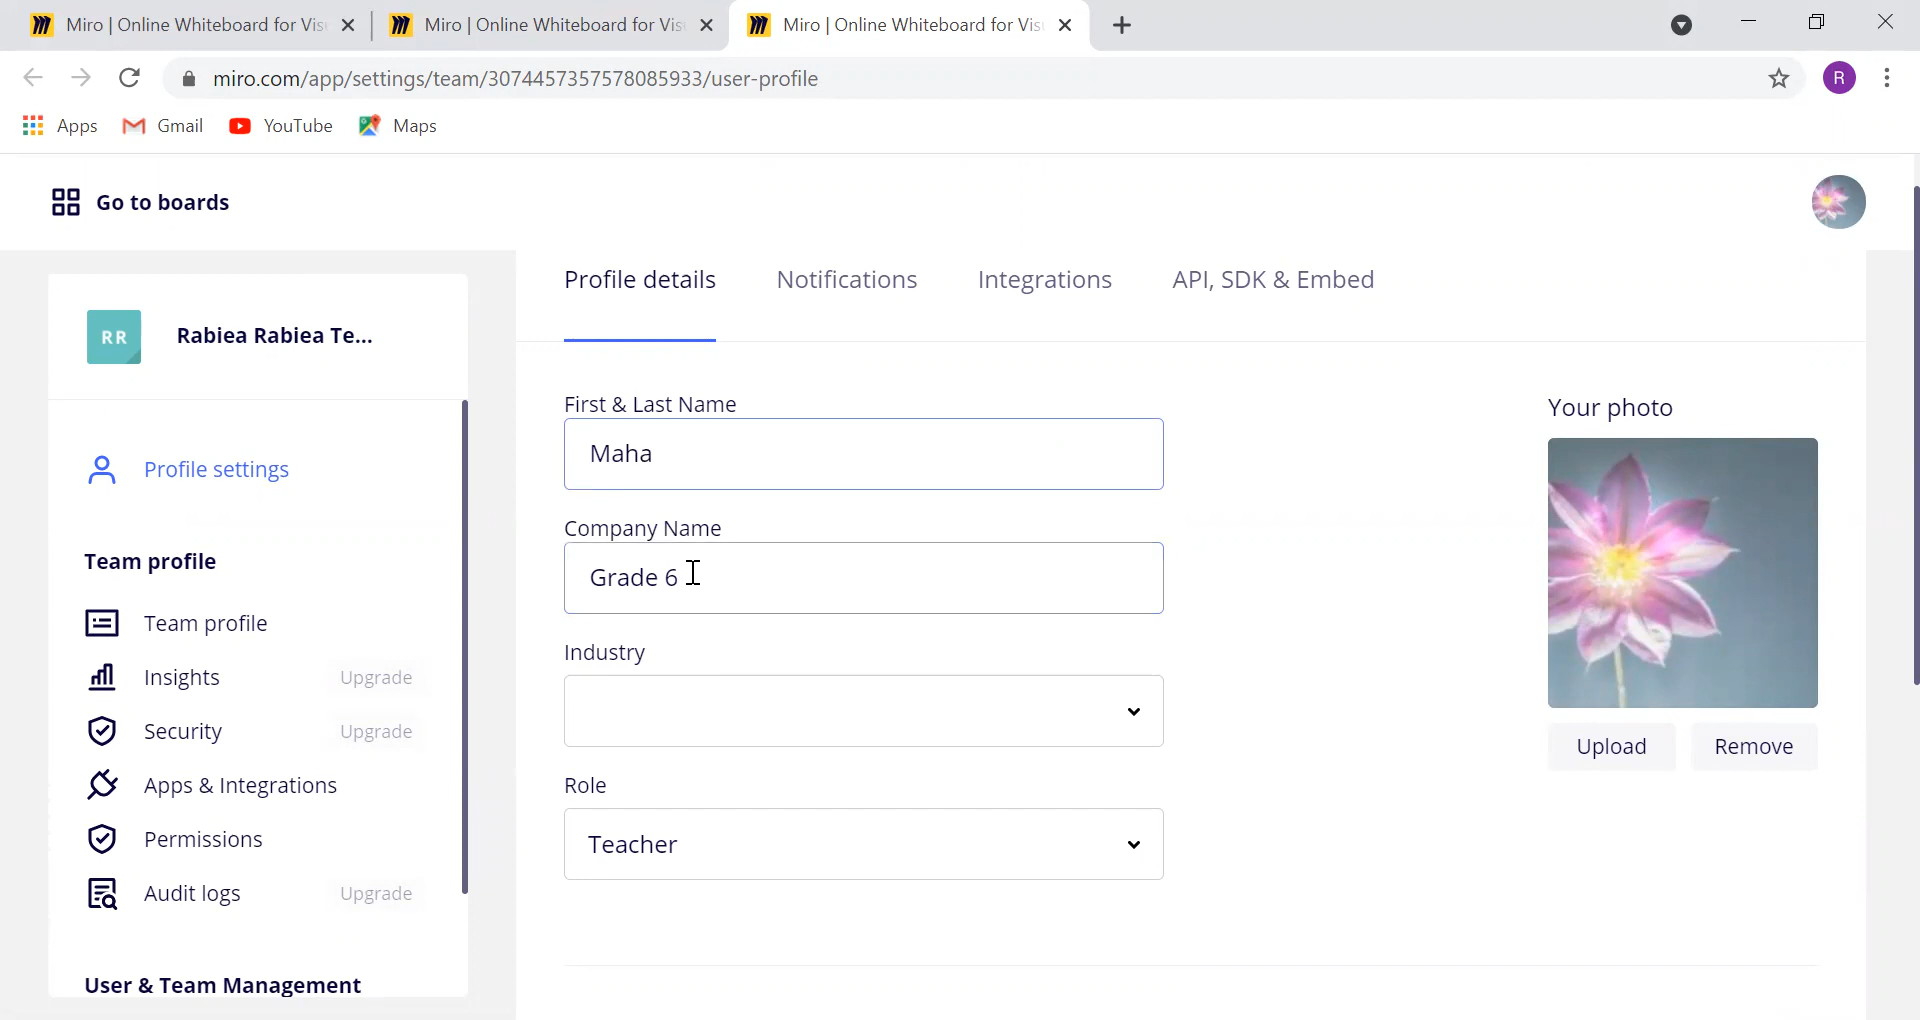 Miro | Online Whiteboard for Vis
Miro | Online Whiteboard for Vis
Miro | Online Whiteboard for Vis
miro.com/app/settings/team/3074457357578085933/user-profile
R
Apps
Gmail
YouTube
Maps
Go to boards
RR
Rabiea Rabiea Te...
Profile settings
Team profile
Team profile
Insights Upgrade
Security Upgrade
Apps & Integrations
Permissions
Audit logs Upgrade
User & Team Management
Profile details Notifications Integrations API, SDK & Embed
First & Last Name
Maha
Company Name
Grade 6
Industry
Role
Teacher
Your photo
Upload Remove